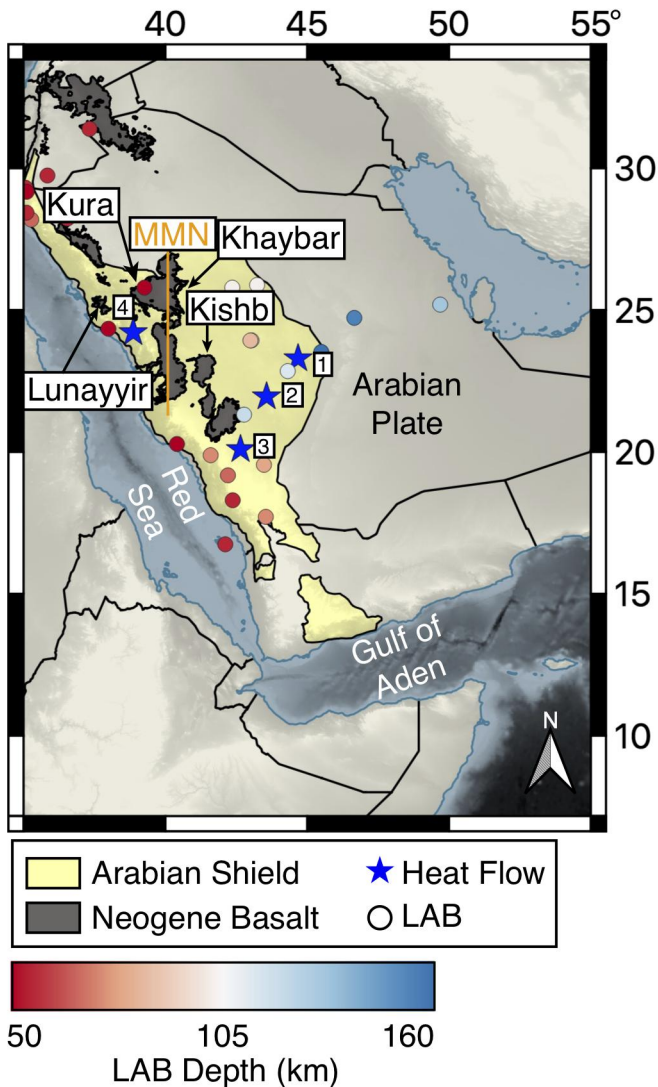 40 45 50 55°
30
Kura
MMN Khaybar
25
4 Kishb
1
Lunayyir 2 Arabian
Plate
3 20
Red
Sea
15
Gulf of
Aden
N
10
Arabian Shield Heat Flow
Neogene Basalt LAB
50 105 160
LAB Depth (km)